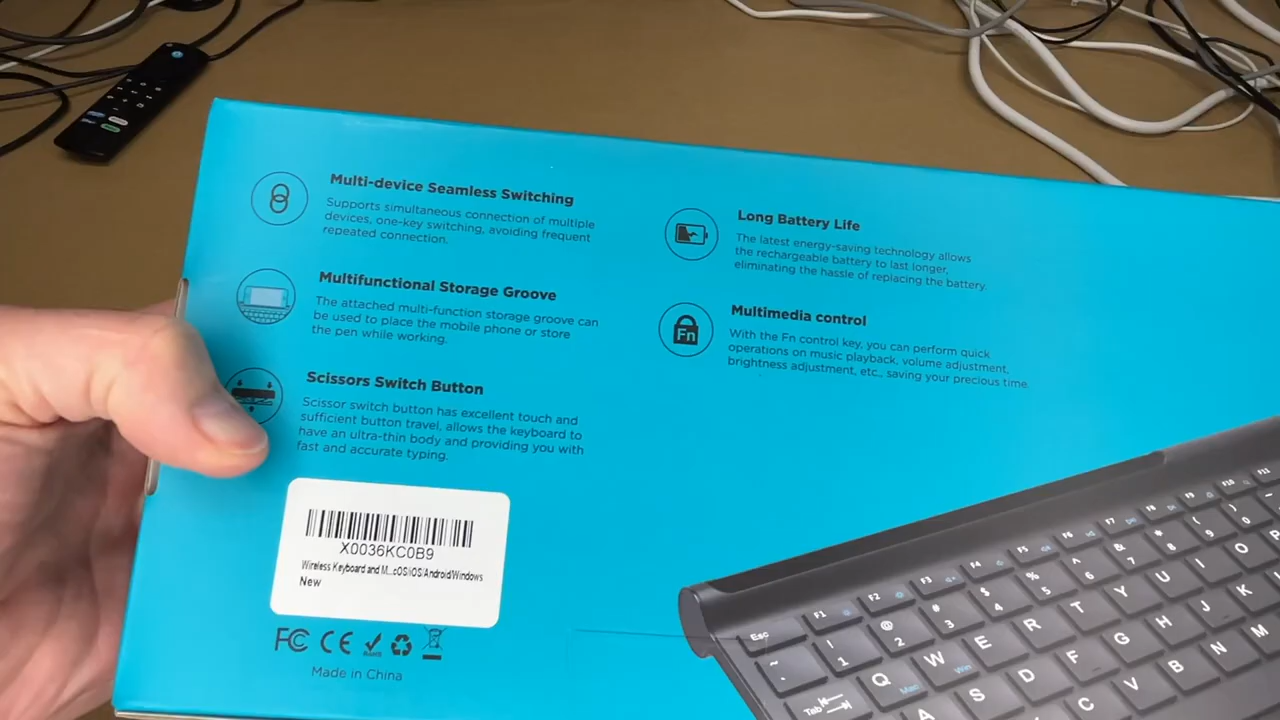 Multi-device Seamless Switching
Supports simultaneous connection of multiple
devices, one-key switching, avoiding frequent
repeated connection.
Multifunctional Storage Groove
The attached multi-function storage groove can
be used to place the mobile phone or store
the pen while working.
Scissors Switch Button
Scissor switch button has excellent touch and
sufficient button travel, allows the keyboard to
have an ultra-thin body and providing you with
fast and accurate typing.
Long Battery Life
The latest energy-saving technology allows
the rechargeable battery to last longer,
eliminating the hassle of replacing the battery.
Fn
Multimedia control
With the Fn control key, you can perform quick
operations on music playback, volume adjustment,
brightness adjustment, etc., saving your precious time.
X0036KC0B9
Wireless Keyboard and M...cOS/iOS/Android/Windows
New
FC CE RoHS
Made in China
Esc F1 F2 F3 F4 F5 F6 F7 F8 F9 F10 F11
~ ! 1 @ 2 # 3 $ 4 % 5 ^ 6 & 7 * 8 ( 9 ) 0
Tab Q Mac W Win E R T Y U I O P
A S D F G H J K
C V B N M